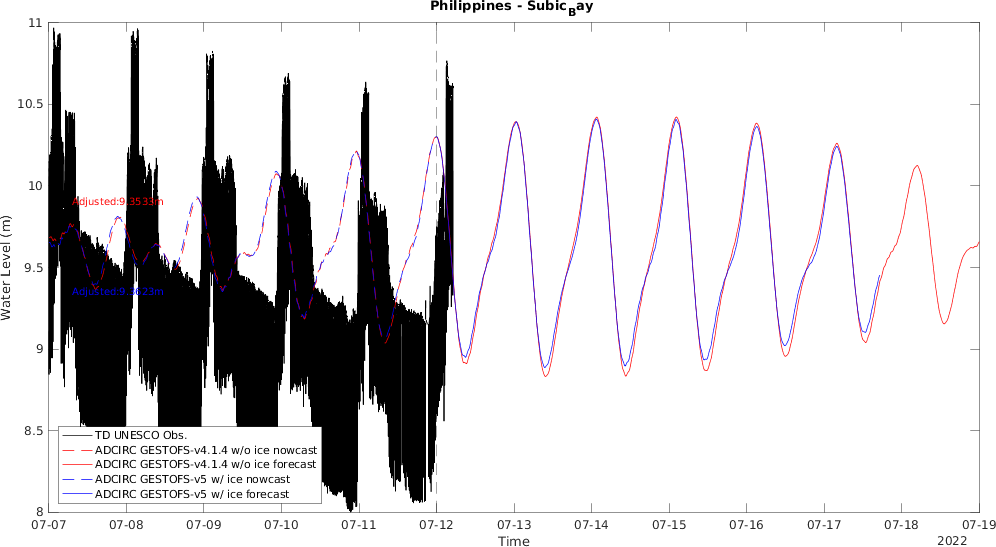 Philippines - Subic_Bay
11
10.5
10
9.5
9
8.5
8
Water Level (m)
Adjusted:9.3533m
TD UNESCO Obs.
ADCIRC GESTOFS-v4.1.4 w/o ice nowcast
ADCIRC GESTOFS-v4.1.4 w/o ice forecast
ADCIRC GESTOFS-v5 w/ ice nowcast
ADCIRC GESTOFS-v5 w/ ice forecast
07-07 07-08 07-09 07-10 07-11 07-12 07-13 07-14 07-15 07-16 07-17 07-18 07-19
Time
2022